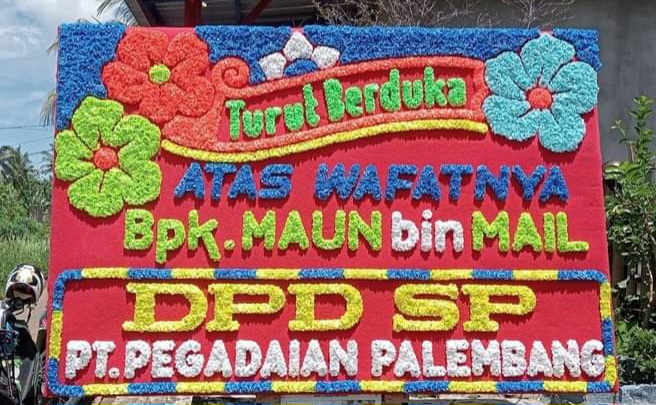 Turut Berduka
ATAS WAFATNYA
Bpk. MAUN bin MAIL
DPD SP
PT. PEGADAIAN PALEMBANG